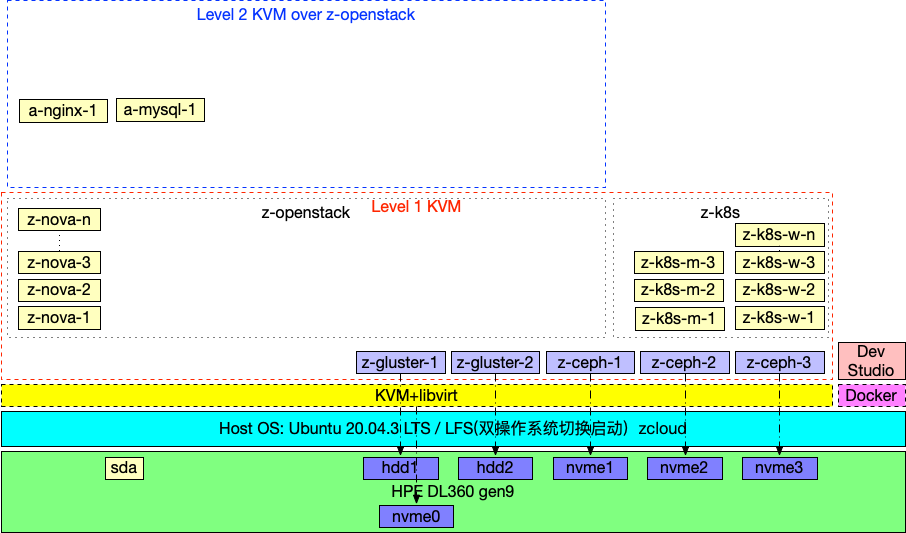 Level 2 KVM over z-openstack
a-nginx-1
a-mysql-1
Level 1 KVM
z-openstack
z-k8s
z-nova-n
z-nova-3
z-nova-2
z-nova-1
z-k8s-w-n
z-k8s-m-3
z-k8s-w-3
z-k8s-m-2
z-k8s-w-2
z-k8s-m-1
z-k8s-w-1
z-gluster-1
z-gluster-2
z-ceph-1
z-ceph-2
z-ceph-3
Dev
Studio
KVM+libvirt
Docker
Host OS: Ubuntu 20.04.3 LTS / LFS(双操作系统切换启动）zcloud
sda
hdd1
hdd2
nvme1
nvme2
nvme3
HPE DL360 gen9
nvme0